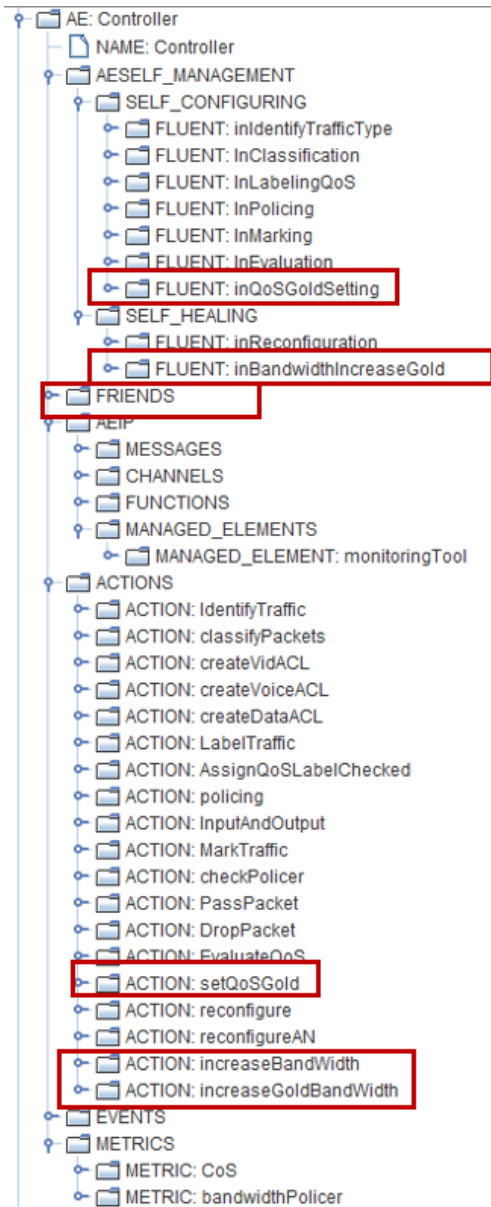 AE: Controller
NAME: Controller
AESELF_MANAGEMENT
SELF_CONFIGURING
FLUENT: inIdentifyTrafficType
FLUENT: InClassification
FLUENT: InLabelingQoS
FLUENT: InPolicing
FLUENT: InMarking
FLUENT: InEvaluation
FLUENT: inQoSGoldSetting
SELF_HEALING
FLUENT: inReconfiguration
FLUENT: inBandwidthIncreaseGold
FRIENDS
AEIP
MESSAGES
CHANNELS
FUNCTIONS
MANAGED_ELEMENTS
MANAGED_ELEMENT: monitoringTool
ACTIONS
ACTION: IdentifyTraffic
ACTION: classifyPackets
ACTION: createVidACL
ACTION: createVoiceACL
ACTION: createDataACL
ACTION: LabelTraffic
ACTION: AssignQoSLabelChecked
ACTION: policing
ACTION: InputAndOutput
ACTION: MarkTraffic
ACTION: checkPolicer
ACTION: PassPacket
ACTION: DropPacket
ACTION: EvaluateQoS
ACTION: setQoSGold
ACTION: reconfigure
ACTION: reconfigureAN
ACTION: increaseBandWidth
ACTION: increaseGoldBandWidth
EVENTS
METRICS
METRIC: CoS
METRIC: bandwidthPolicer